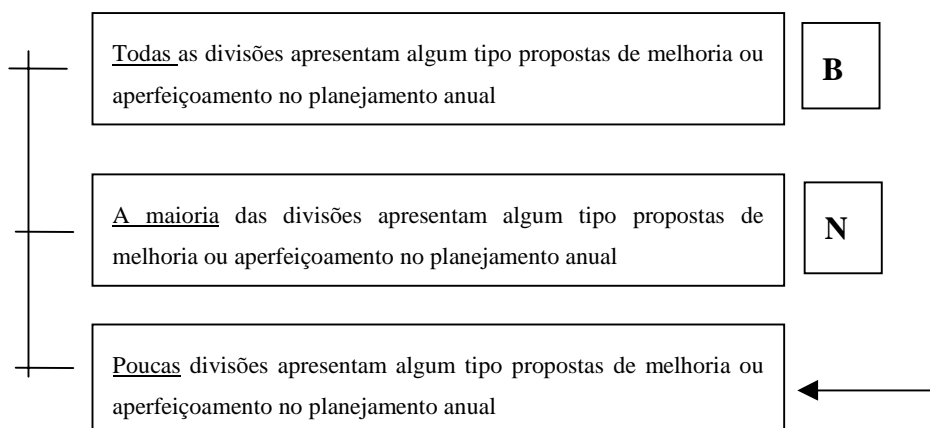 Todas as divisões apresentam algum tipo propostas de melhoria ou
aperfeiçoamento no planejamento anual
B
A maioria das divisões apresentam algum tipo propostas de
melhoria ou aperfeiçoamento no planejamento anual
N
Poucas divisões apresentam algum tipo propostas de melhoria ou
aperfeiçoamento no planejamento anual